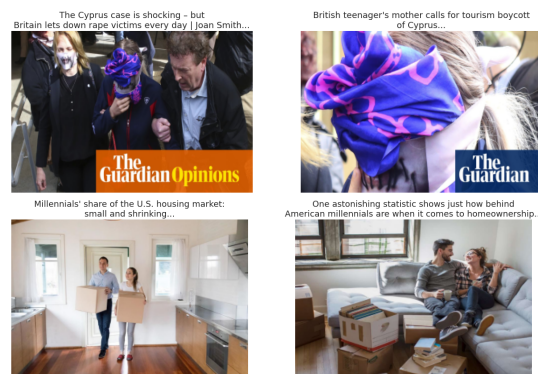 The Cyprus case is shocking – but
Britain lets down rape victims every day | Joan Smith...
The
Guardian Opinions
British teenager's mother calls for tourism boycott
of Cyprus...
The
Guardian
Millennials' share of the U.S. housing market:
small and shrinking...
One astonishing statistic shows just how behind
American millennials are when it comes to homeownership.